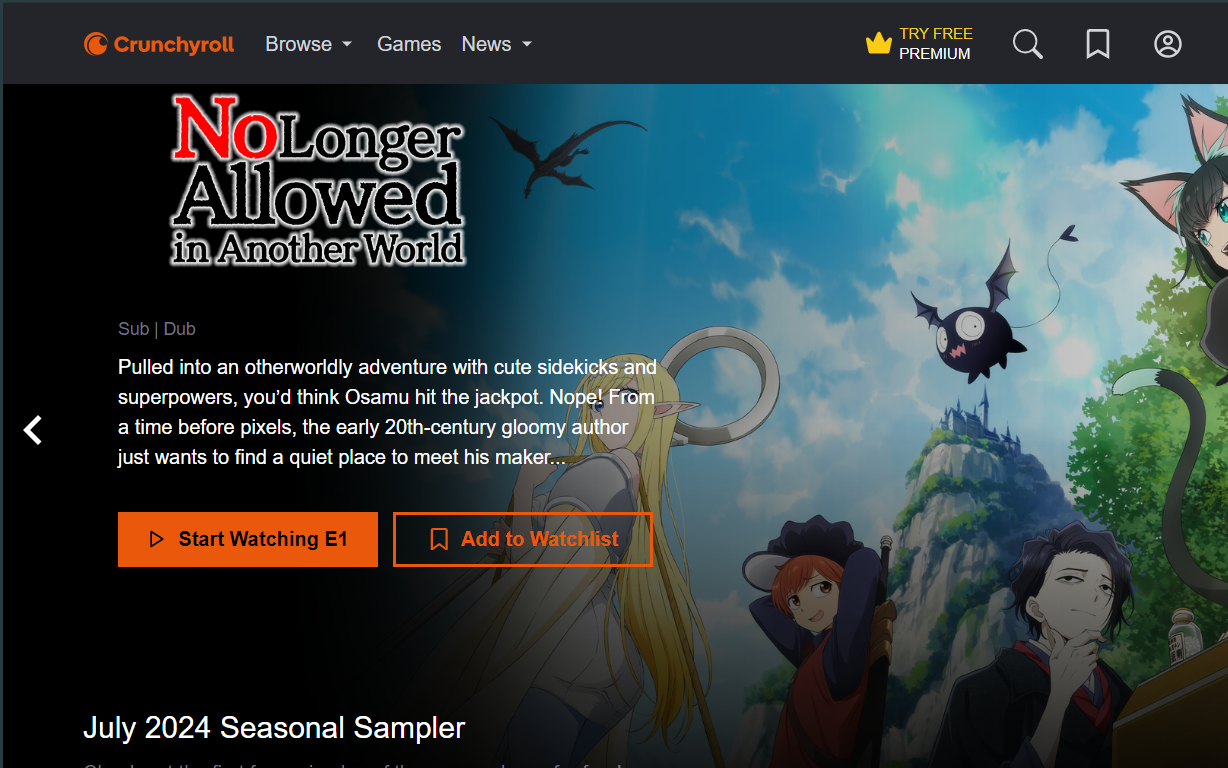 Crunchyroll Browse Games News TRY FREE
PREMIUM
No Longer
Allowed
in Another World
Sub | Dub
Pulled into an otherworldly adventure with cute sidekicks and
superpowers, you’d think Osamu hit the jackpot. Nope! From
a time before pixels, the early 20th-century gloomy author
just wants to find a quiet place to meet his maker...
Start Watching E1 Add to Watchlist
July 2024 Seasonal Sampler